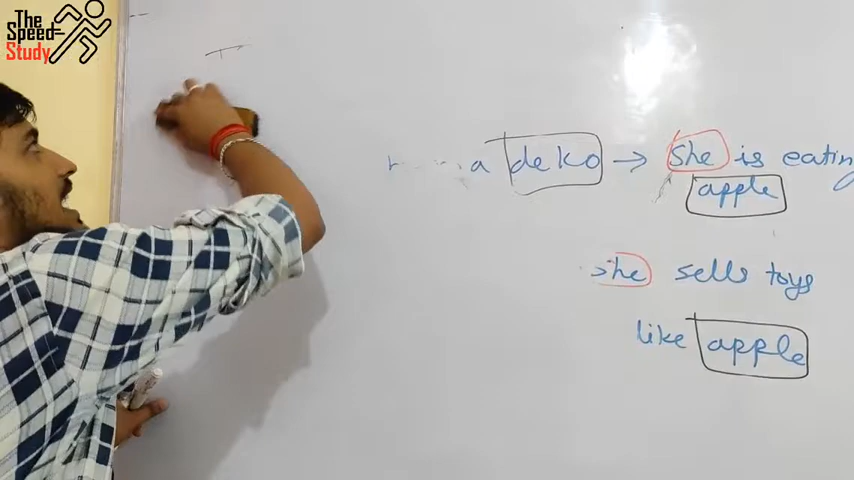 The
Speed
Study
a deko → she is eating
apple
she sells toys
like apple